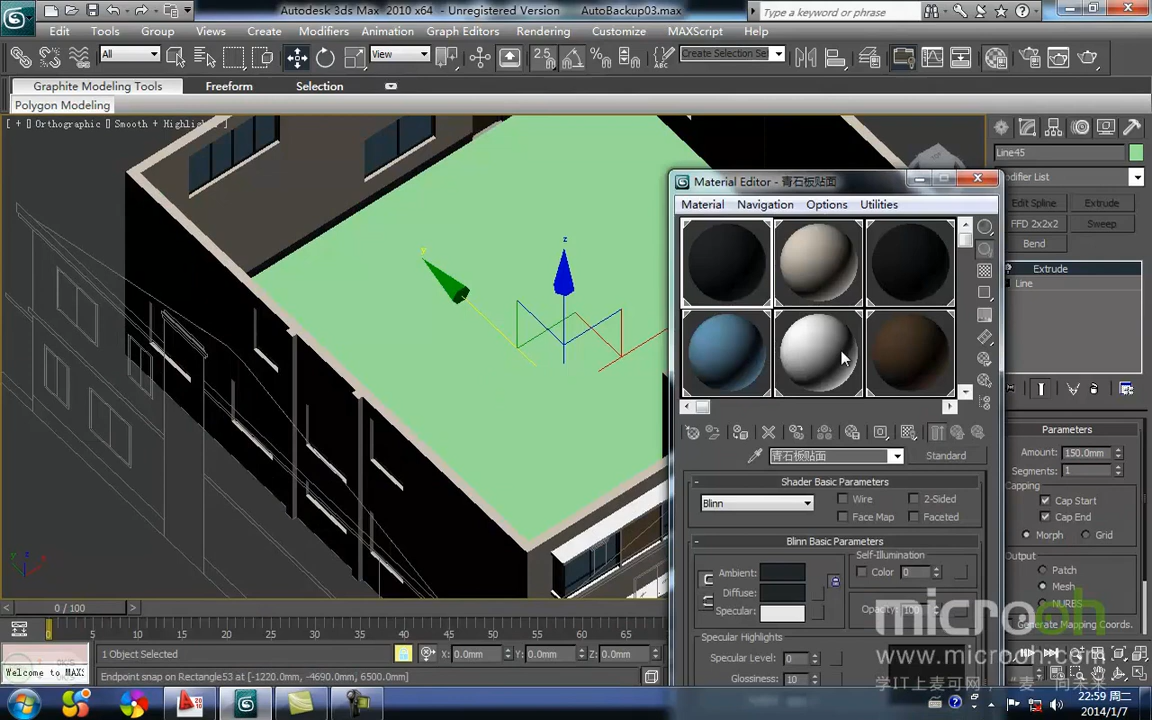 Autodesk 3ds Max 2010 x64 - Unregistered Version AutoBackup03.max
Type a keyword or phrase
Edit Tools Group Views Create Modifiers Animation Graph Editors Rendering Customize MAXScript Help
All
View
2.5
Create Selection Se
Graphite Modeling Tools Freeform Selection
Polygon Modeling
[ + ][ Orthographic ][ Smooth + Highlig
Line45
Modifier List
Edit Spline Extrude
FFD 2x2x2 Sweep
Bend
Extrude
Line
Material Editor - 青石板贴面
Material Navigation Options Utilities
青石板贴面
Standard
Shader Basic Parameters
Blinn
Wire 2-Sided
Face Map Faceted
Blinn Basic Parameters
Self-Illumination
Ambient: Color 0
Diffuse:
Specular: Opacity: 100
Specular Highlights
Specular Level: 0
Glossiness: 10
Parameters
Amount: 150.0mm
Segments: 1
Capping
Cap Start
Cap End
Morph Grid
Output
Patch
Mesh
NURBS
Generate Mapping Coords.
x
y
z
0 / 100
0 5 10 15 20 25 30 35 40 45 50 55 60 65
1 Object Selected
X: 0.0mm Y: 0.0mm Z: 0.0mm
Welcome to MAX:
Endpoint snap on Rectangle53 at [-1220.0mm, -4690.0mm, 6500.0mm]
microoh
www.microoh.com
学IT上麦可网，“麦”向未来
22:59 周二
2014/1/7